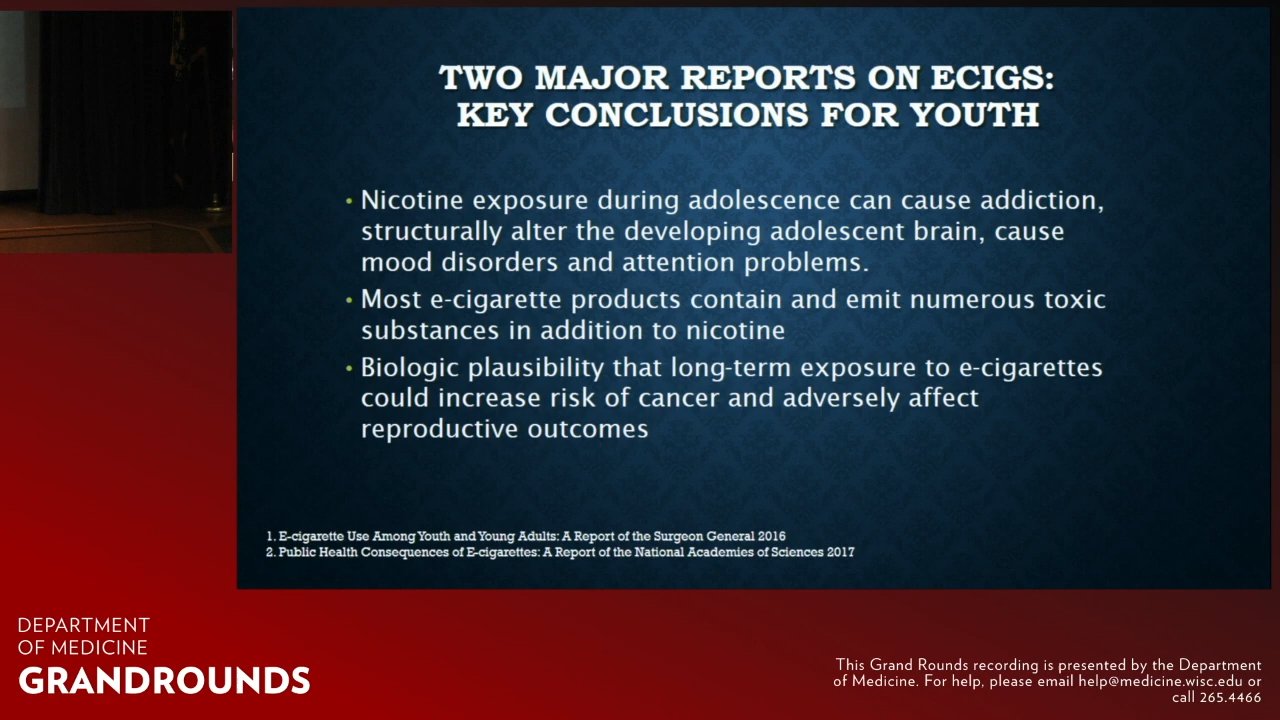 TWO MAJOR REPORTS ON ECIGS:
KEY CONCLUSIONS FOR YOUTH
• Nicotine exposure during adolescence can cause addiction,
structurally alter the developing adolescent brain, cause
mood disorders and attention problems.
• Most e-cigarette products contain and emit numerous toxic
substances in addition to nicotine
• Biologic plausibility that long-term exposure to e-cigarettes
could increase risk of cancer and adversely affect
reproductive outcomes
1. E-cigarette Use Among Youth and Young Adults: A Report of the Surgeon General 2016
2. Public Health Consequences of E-cigarettes: A Report of the National Academies of Sciences 2017
DEPARTMENT
OF MEDICINE
GRANDROUNDS
This Grand Rounds recording is presented by the Department
of Medicine. For help, please email help@medicine.wisc.edu or
call 265.4466